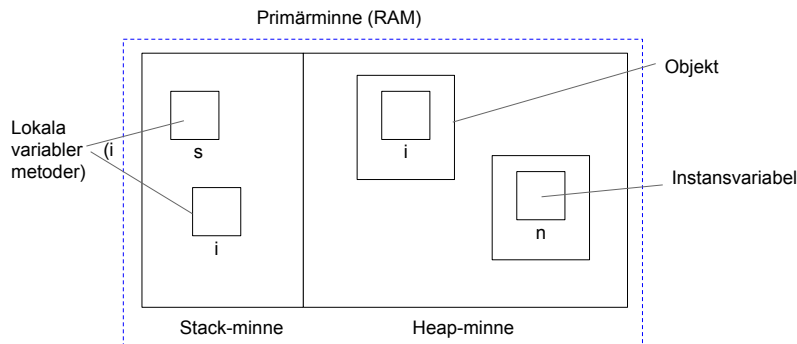 Primärminne (RAM)
Objekt
Lokala
variabler (i
metoder)
s
i
i
n
Instansvariabel
Stack-minne
Heap-minne